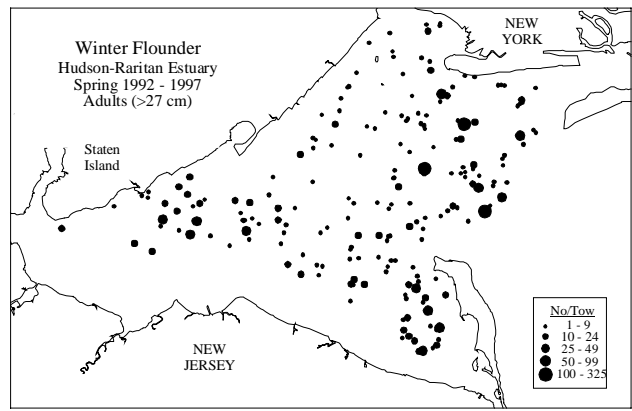 Winter Flounder
Hudson-Raritan Estuary
Spring 1992 - 1997
Adults (>27 cm)
NEW
YORK
Staten
Island
NEW
JERSEY
No/Tow
1 - 9
10 - 24
25 - 49
50 - 99
100 - 325